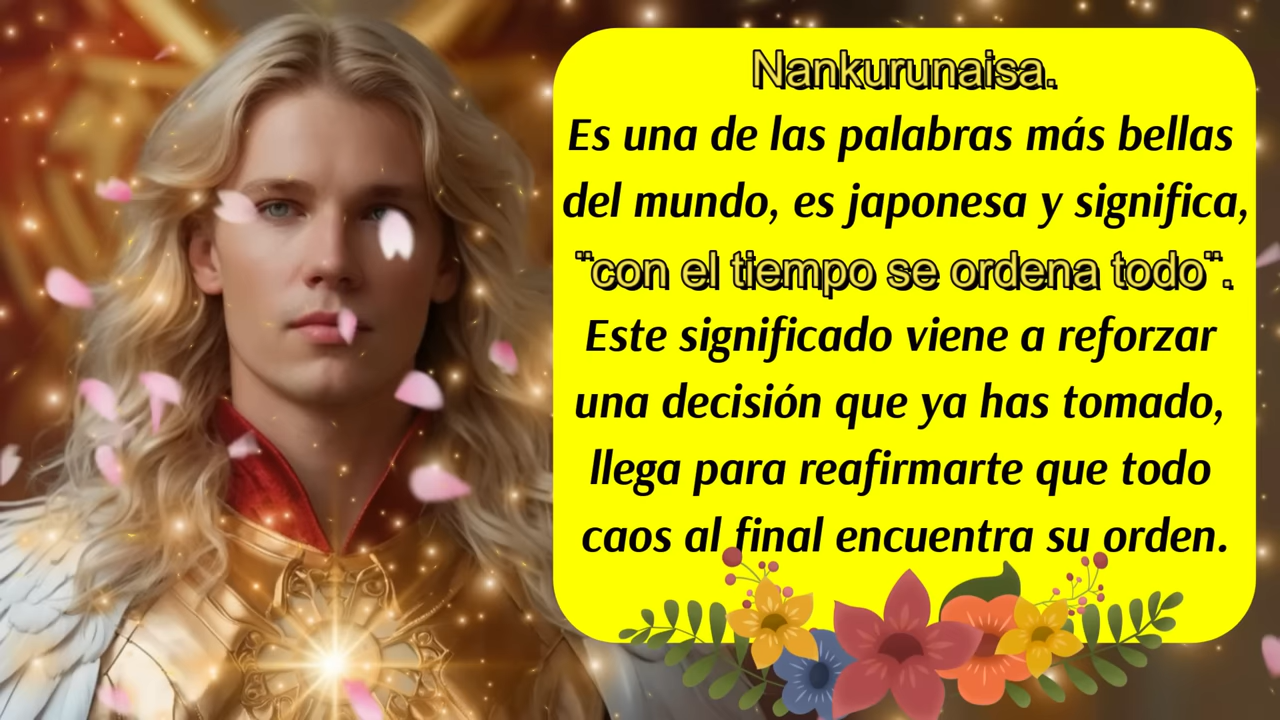 Nankurunaisa.
Es una de las palabras más bellas
del mundo, es japonesa y significa,
¨con el tiempo se ordena todo¨.
Este significado viene a reforzar
una decisión que ya has tomado,
llega para reafirmarte que todo
caos al final encuentra su orden.